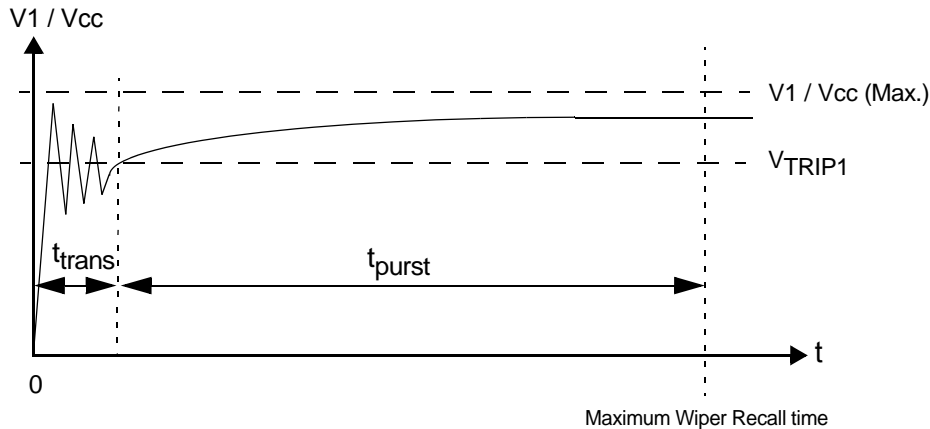 V1 / Vcc
V1 / Vcc (Max.)
VTRIP1
ttrans
tpurst
t
0
Maximum Wiper Recall time